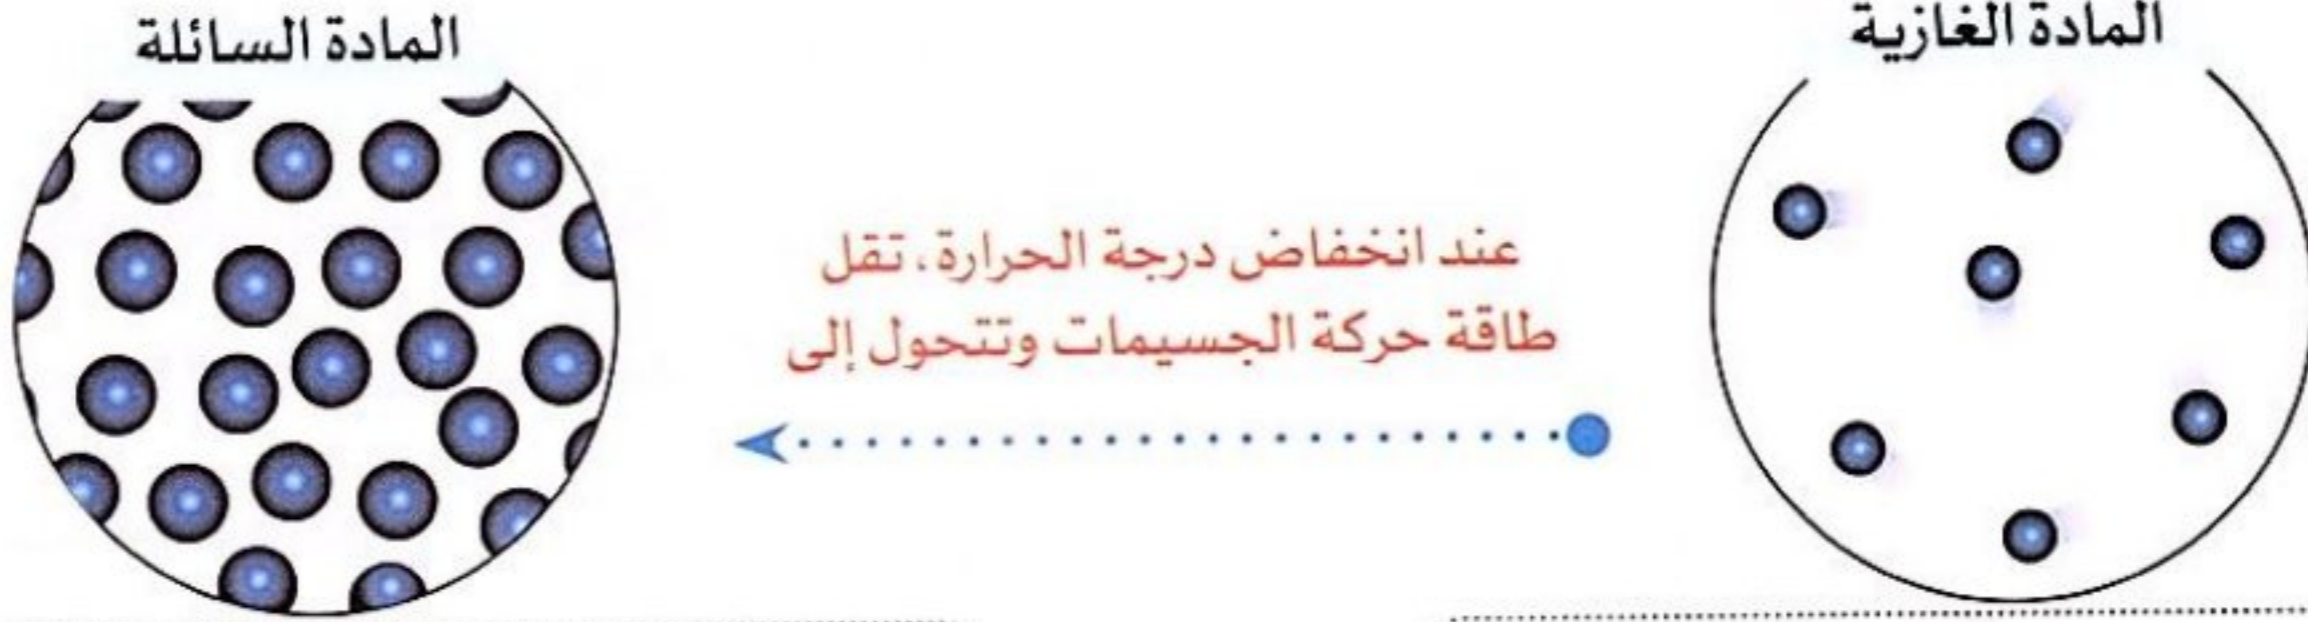 المادة الغازية
عند انخفاض درجة الحرارة، تقل
طاقة حركة الجسيمات وتتحول إلى
المادة السائلة